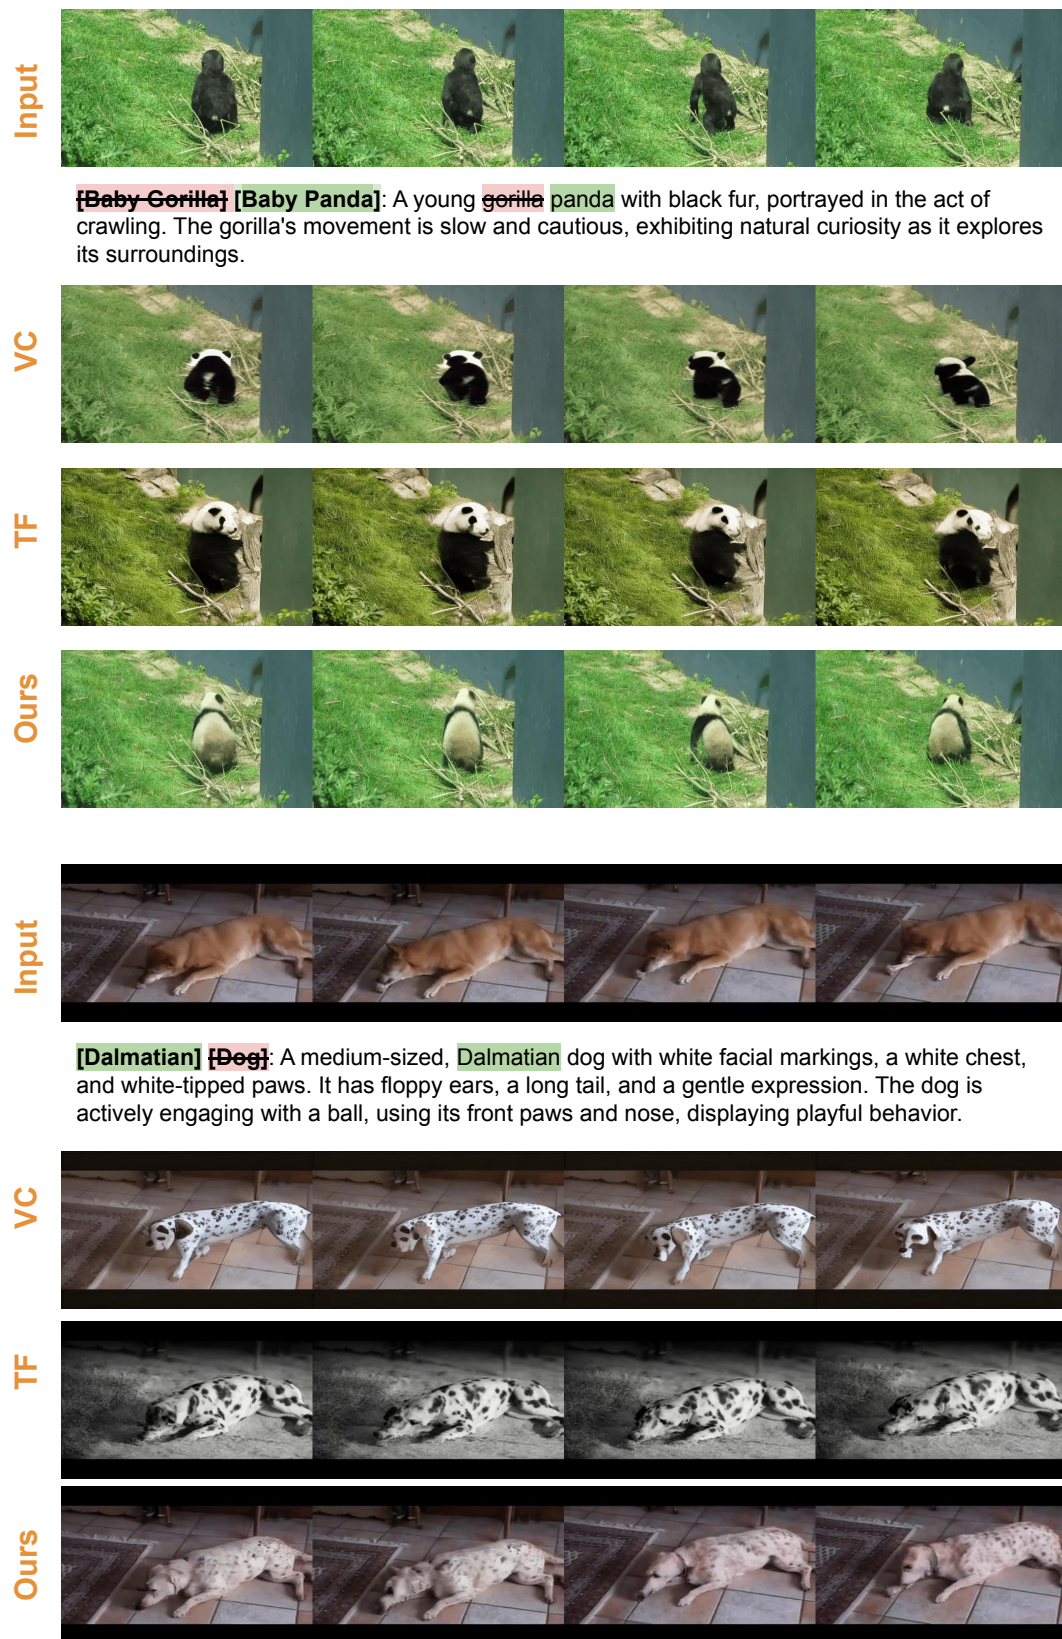 Input
[Baby Gorilla] [Baby Panda]: A young gorilla panda with black fur, portrayed in the act of
crawling. The gorilla's movement is slow and cautious, exhibiting natural curiosity as it explores
its surroundings.
VC
TF
Ours
Input
[Dalmatian] [Dog]: A medium-sized, Dalmatian dog with white facial markings, a white chest,
and white-tipped paws. It has floppy ears, a long tail, and a gentle expression. The dog is
actively engaging with a ball, using its front paws and nose, displaying playful behavior.
VC
TF
Ours